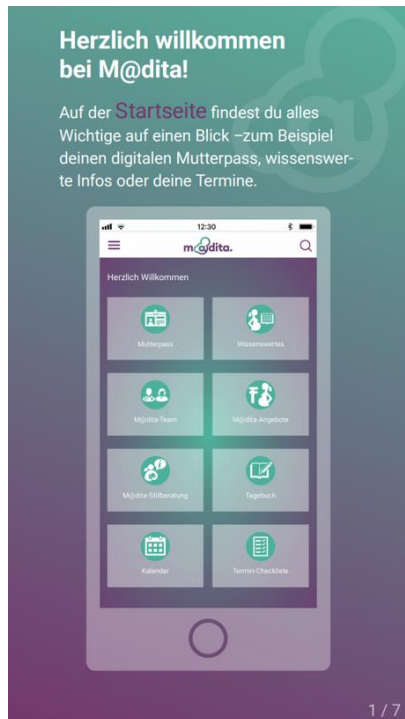 Herzlich willkommen
bei M@dita!
Auf der Startseite findest du alles
Wichtige auf einen Blick –zum Beispiel
deinen digitalen Mutterpass, wissenswer-
te Infos oder deine Termine.
12:30
m@dita.
Herzlich Willkommen
Mutterpass
Wissenswertes
M@dita-Team
M@dita-Angebote
M@dita-Stillberatung
Tagebuch
Kalender
Termin-Checkliste
1 / 7